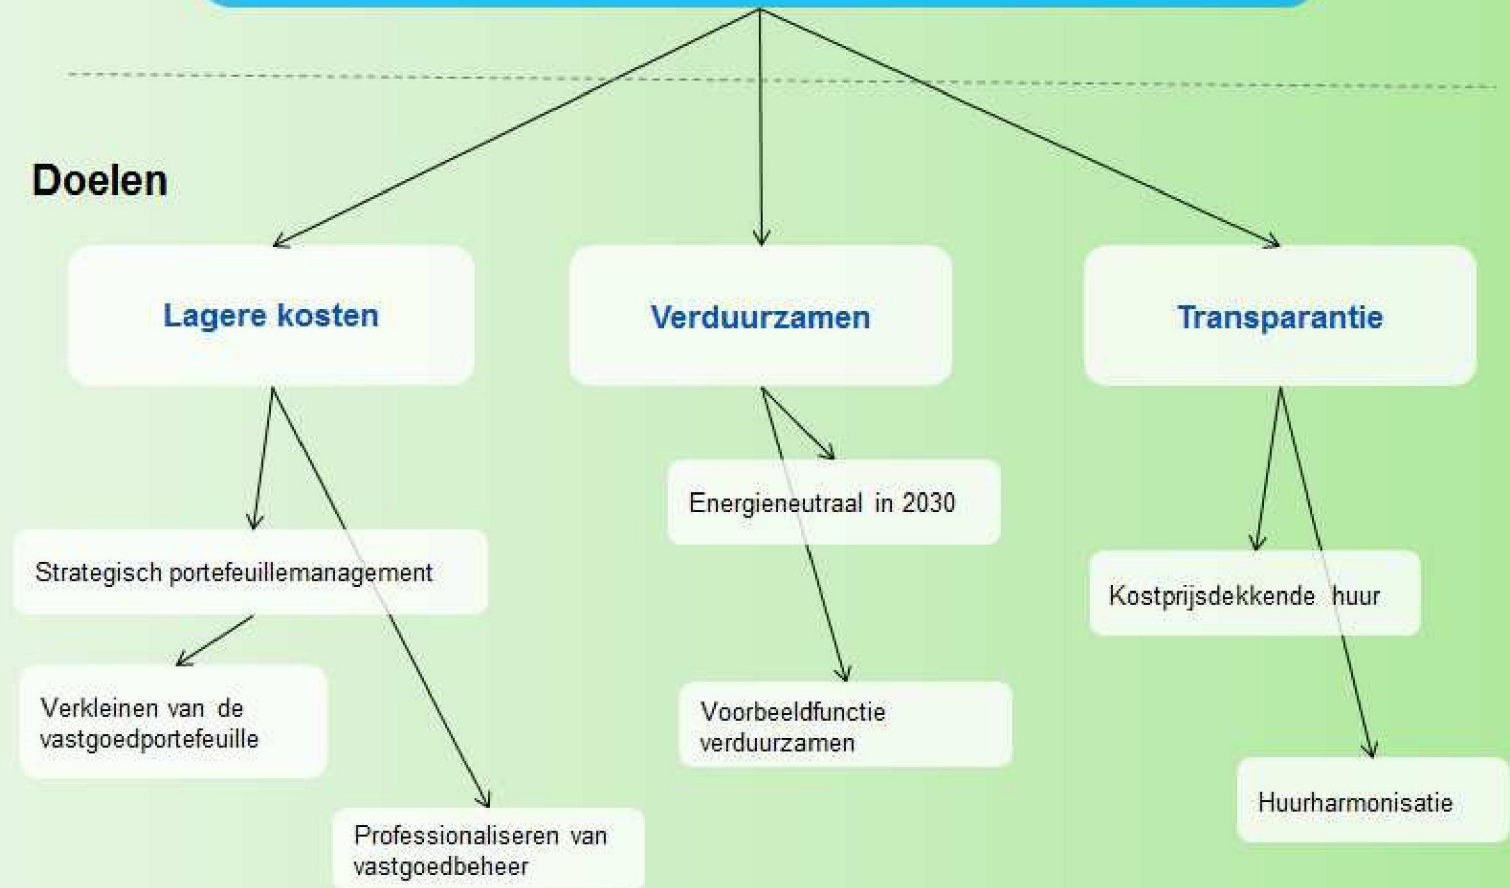 Doelen
Lagere kosten
Verduurzamen
Transparantie
Energieneutraal in 2030
Strategisch portefeuillemanagement
Kostprijsdekkende huur
Verkleinen van de
vastgoedportefeuille
Voorbeeldfunctie
verduurzamen
Huurharmonisatie
Professionaliseren van
vastgoedbeheer